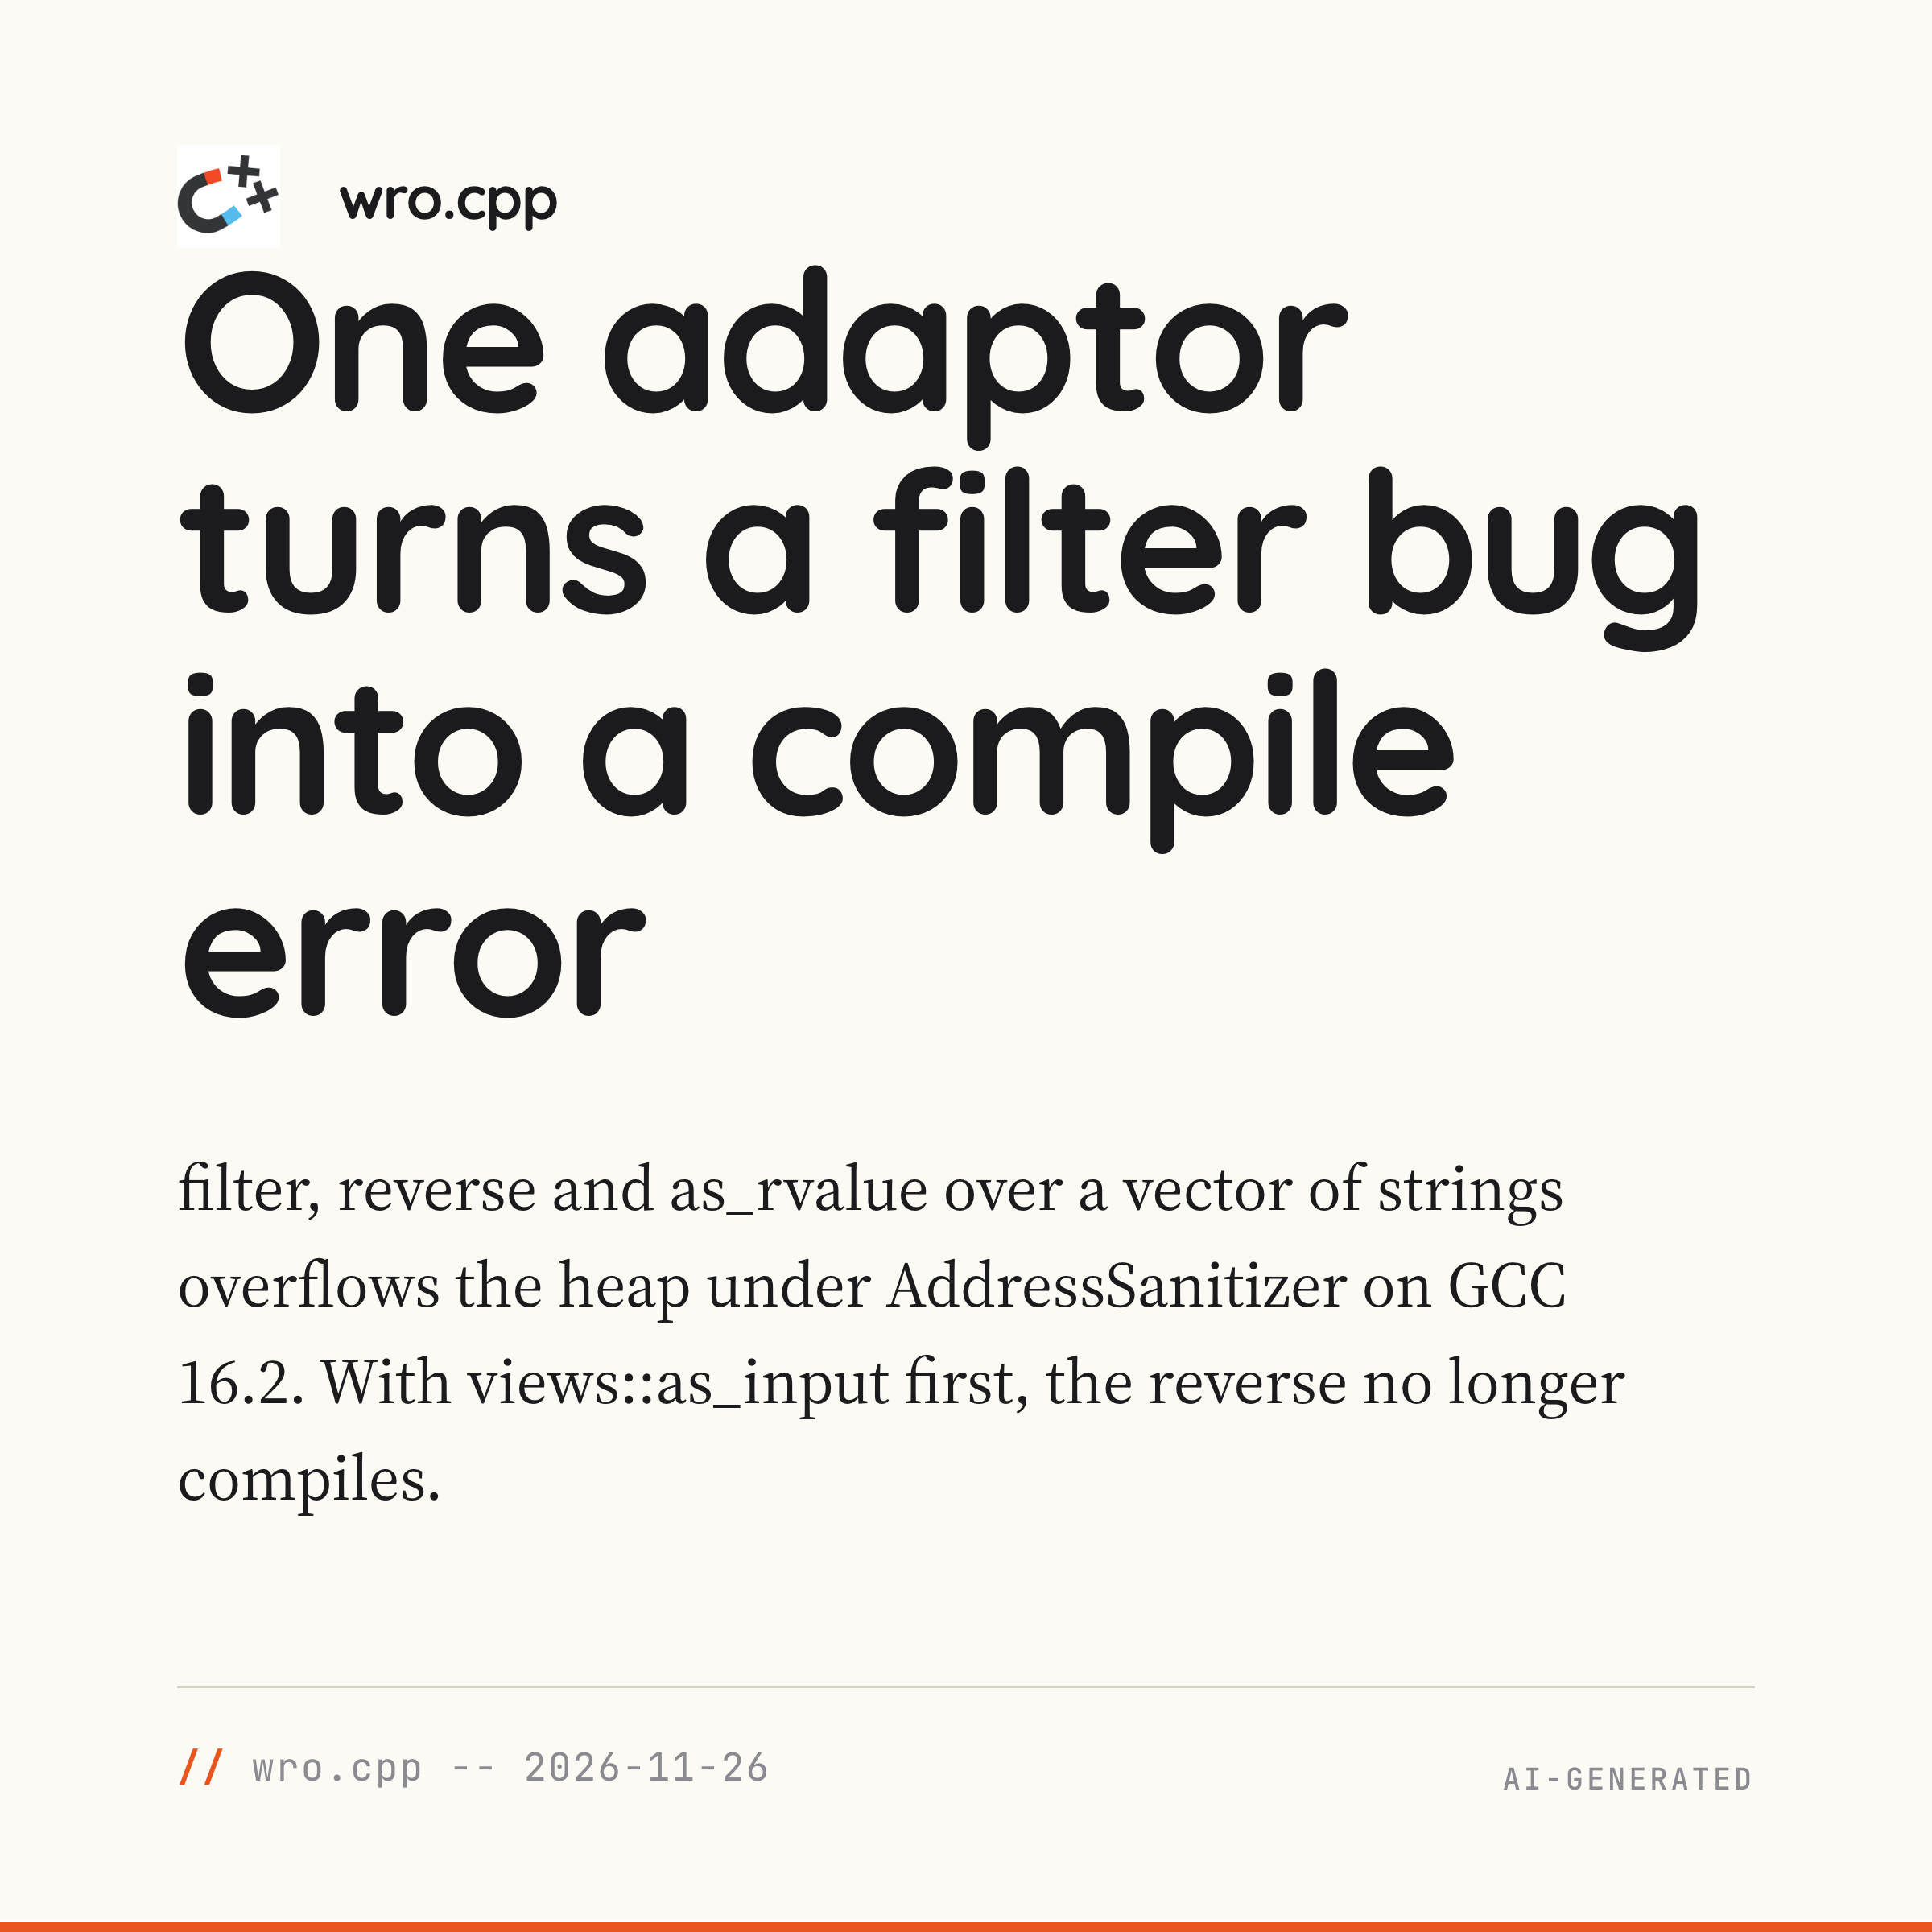 wro.cpp
One adaptor
turns a filter bug
into a compile
error
filter, reverse and as_rvalue over a vector of strings
overflows the heap under AddressSanitizer on GCC
16.2. With views::as_input first, the reverse no longer
compiles.
// wro.cpp -- 2026-11-26
AI-GENERATED